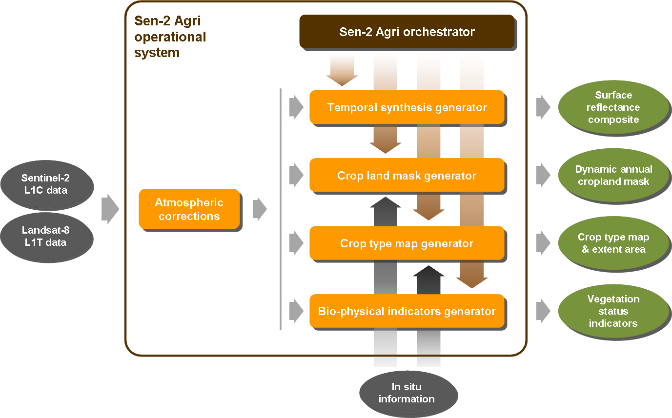 Sen-2 Agri
operational
system
Sen-2 Agri orchestrator
Temporal synthesis generator
Surface
reflectance
composite
Sentinel-2
L1C data
Landsat-8
L1T data
Atmospheric
corrections
Crop land mask generator
Dynamic annual
cropland mask
Crop type map generator
Crop type map
& extent area
Bio-physical indicators generator
Vegetation
status
indicators
In situ
information